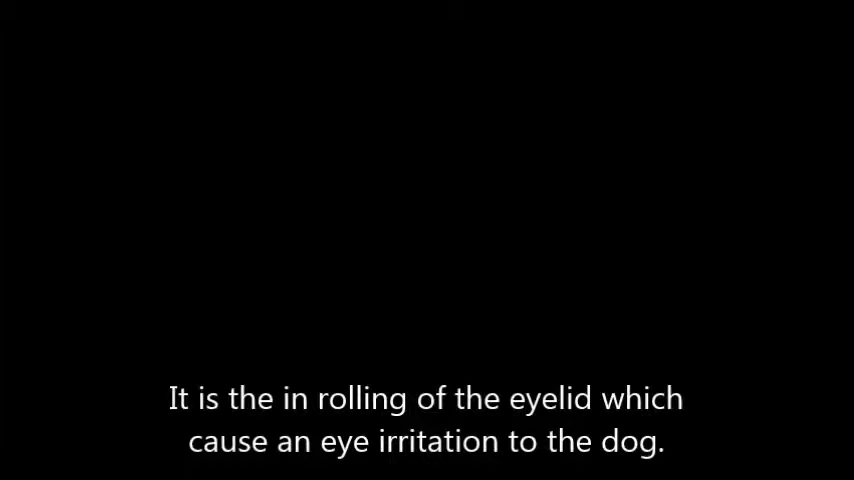 It is the in rolling of the eyelid which
cause an eye irritation to the dog.